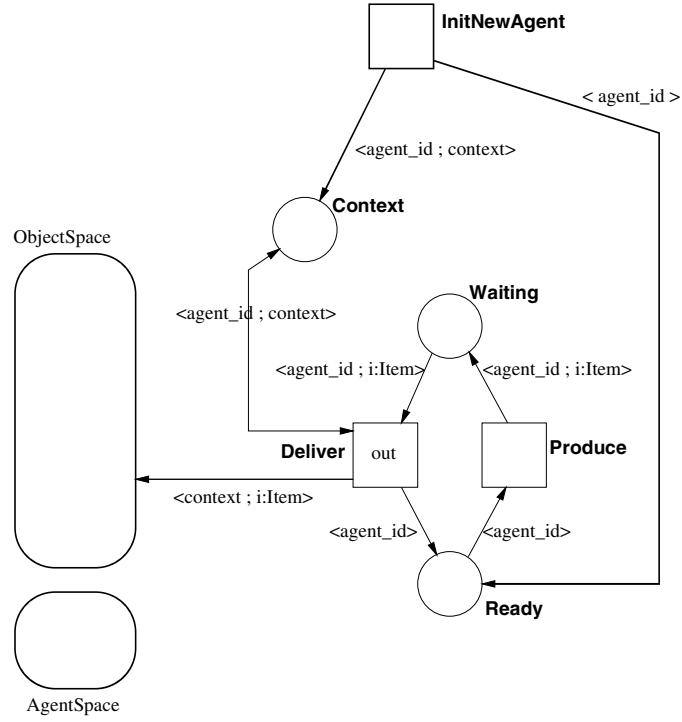 InitNewAgent
< agent_id >
<agent_id ; context>
Context
ObjectSpace
Waiting
<agent_id ; context>
<agent_id ; i:Item>
<agent_id ; i:Item>
Deliver
out
Produce
<context ; i:Item>
<agent_id>
<agent_id>
Ready
AgentSpace